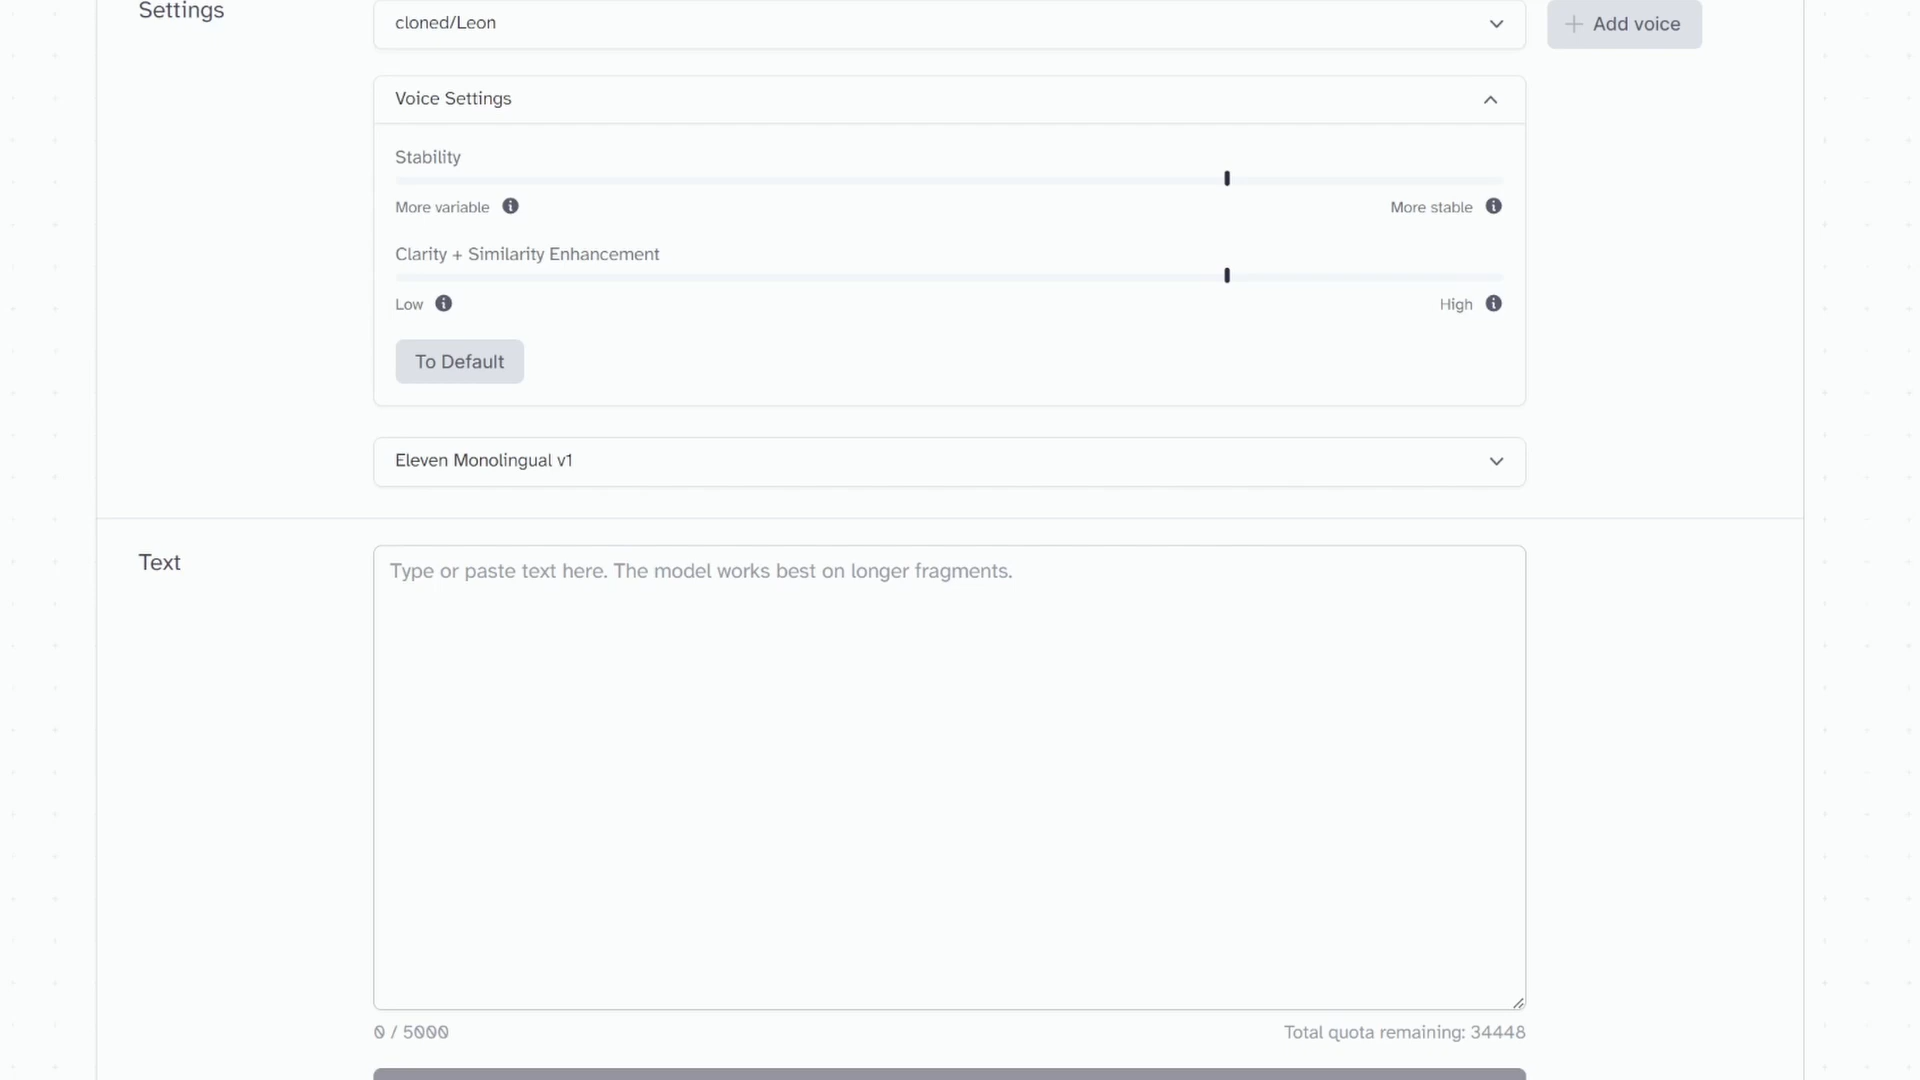 Settings
cloned/Leon
Add voice
Voice Settings
Stability
More variable
More stable
Clarity + Similarity Enhancement
Low
High
To Default
Eleven Monolingual v1
Text
Type or paste text here. The model works best on longer fragments.
0 / 5000
Total quota remaining: 34448